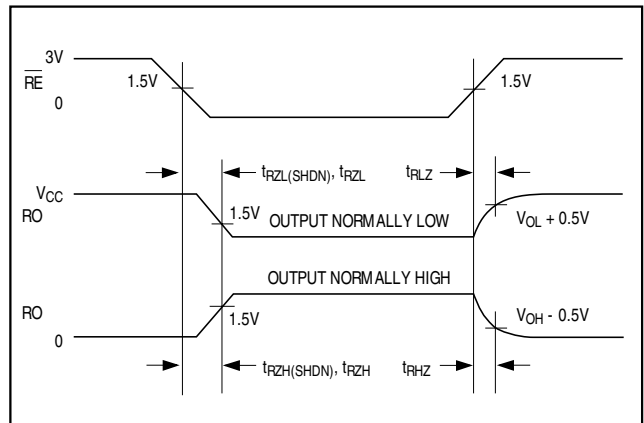 3V
R̅E̅
1.5V
1.5V
0
tRZL(SHDN), tRZL
tRLZ
VCC
RO
1.5V
OUTPUT NORMALLY LOW
VOL + 0.5V
OUTPUT NORMALLY HIGH
RO
1.5V
VOH - 0.5V
0
tRZH(SHDN), tRZH
tRHZ